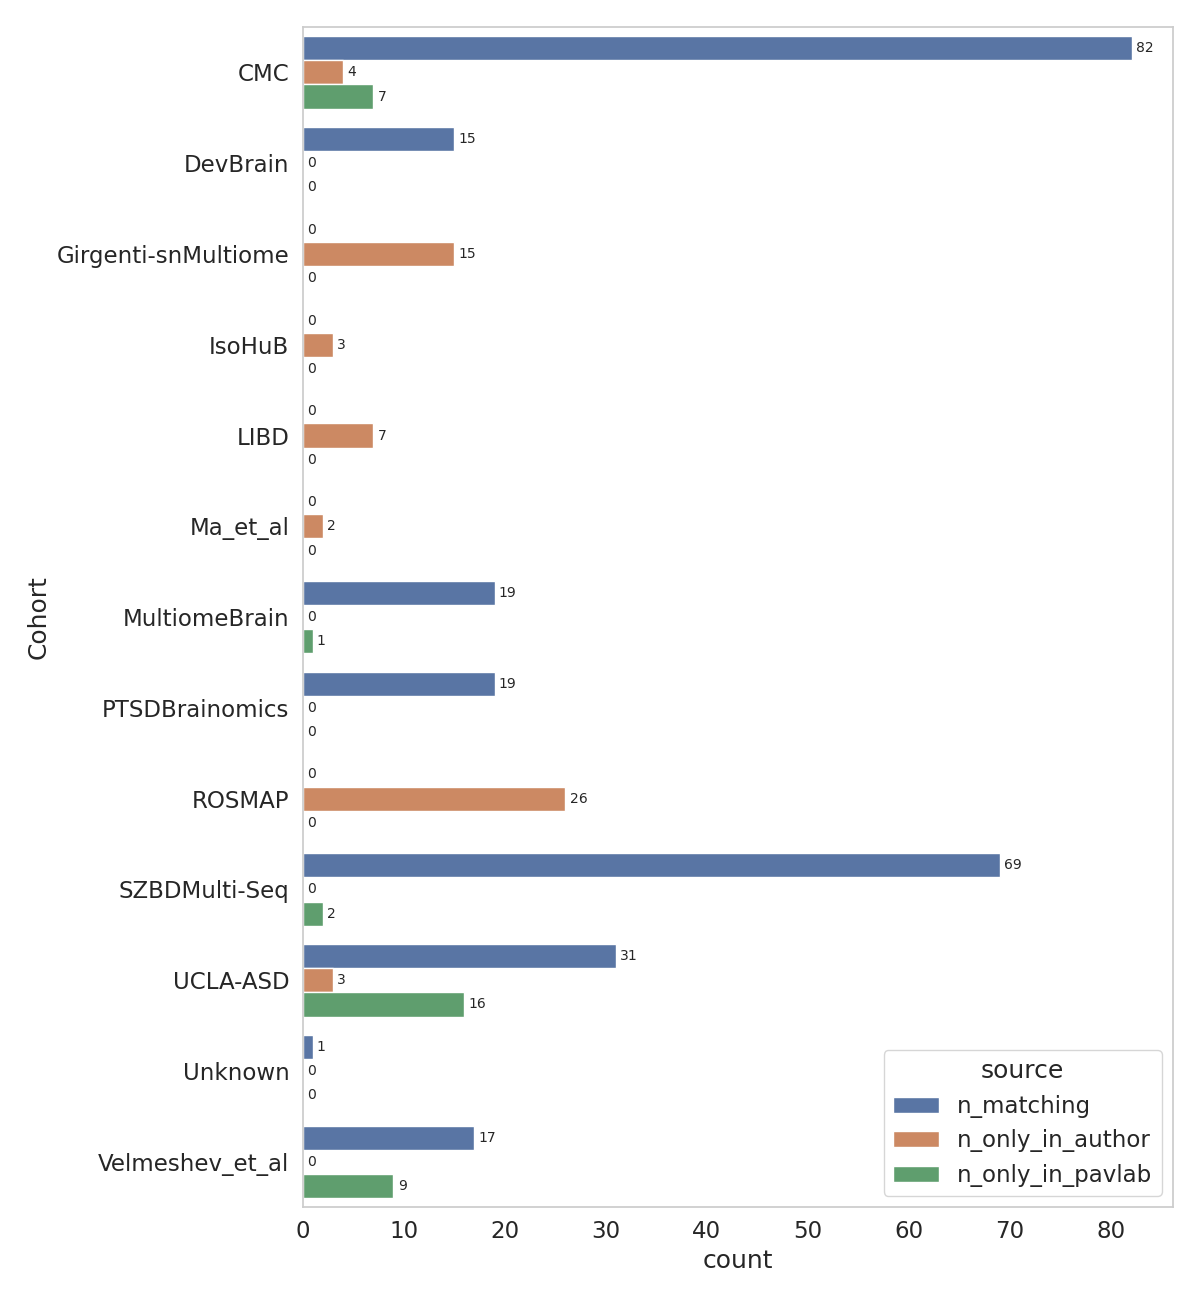 CMC
82
4
7
DevBrain
15
0
0
Girgenti-snMultiome
0
15
0
IsoHuB
0
3
0
LIBD
0
7
0
Ma_et_al
0
2
0
MultiomeBrain
19
0
1
PTSDBrainomics
19
0
0
ROSMAP
0
26
0
SZBDMulti-Seq
69
0
2
UCLA-ASD
31
3
16
Unknown
1
0
0
Velmeshev_et_al
17
0
9
Cohort
0 10 20 30 40 50 60 70 80
count
source
n_matching
n_only_in_author
n_only_in_pavlab